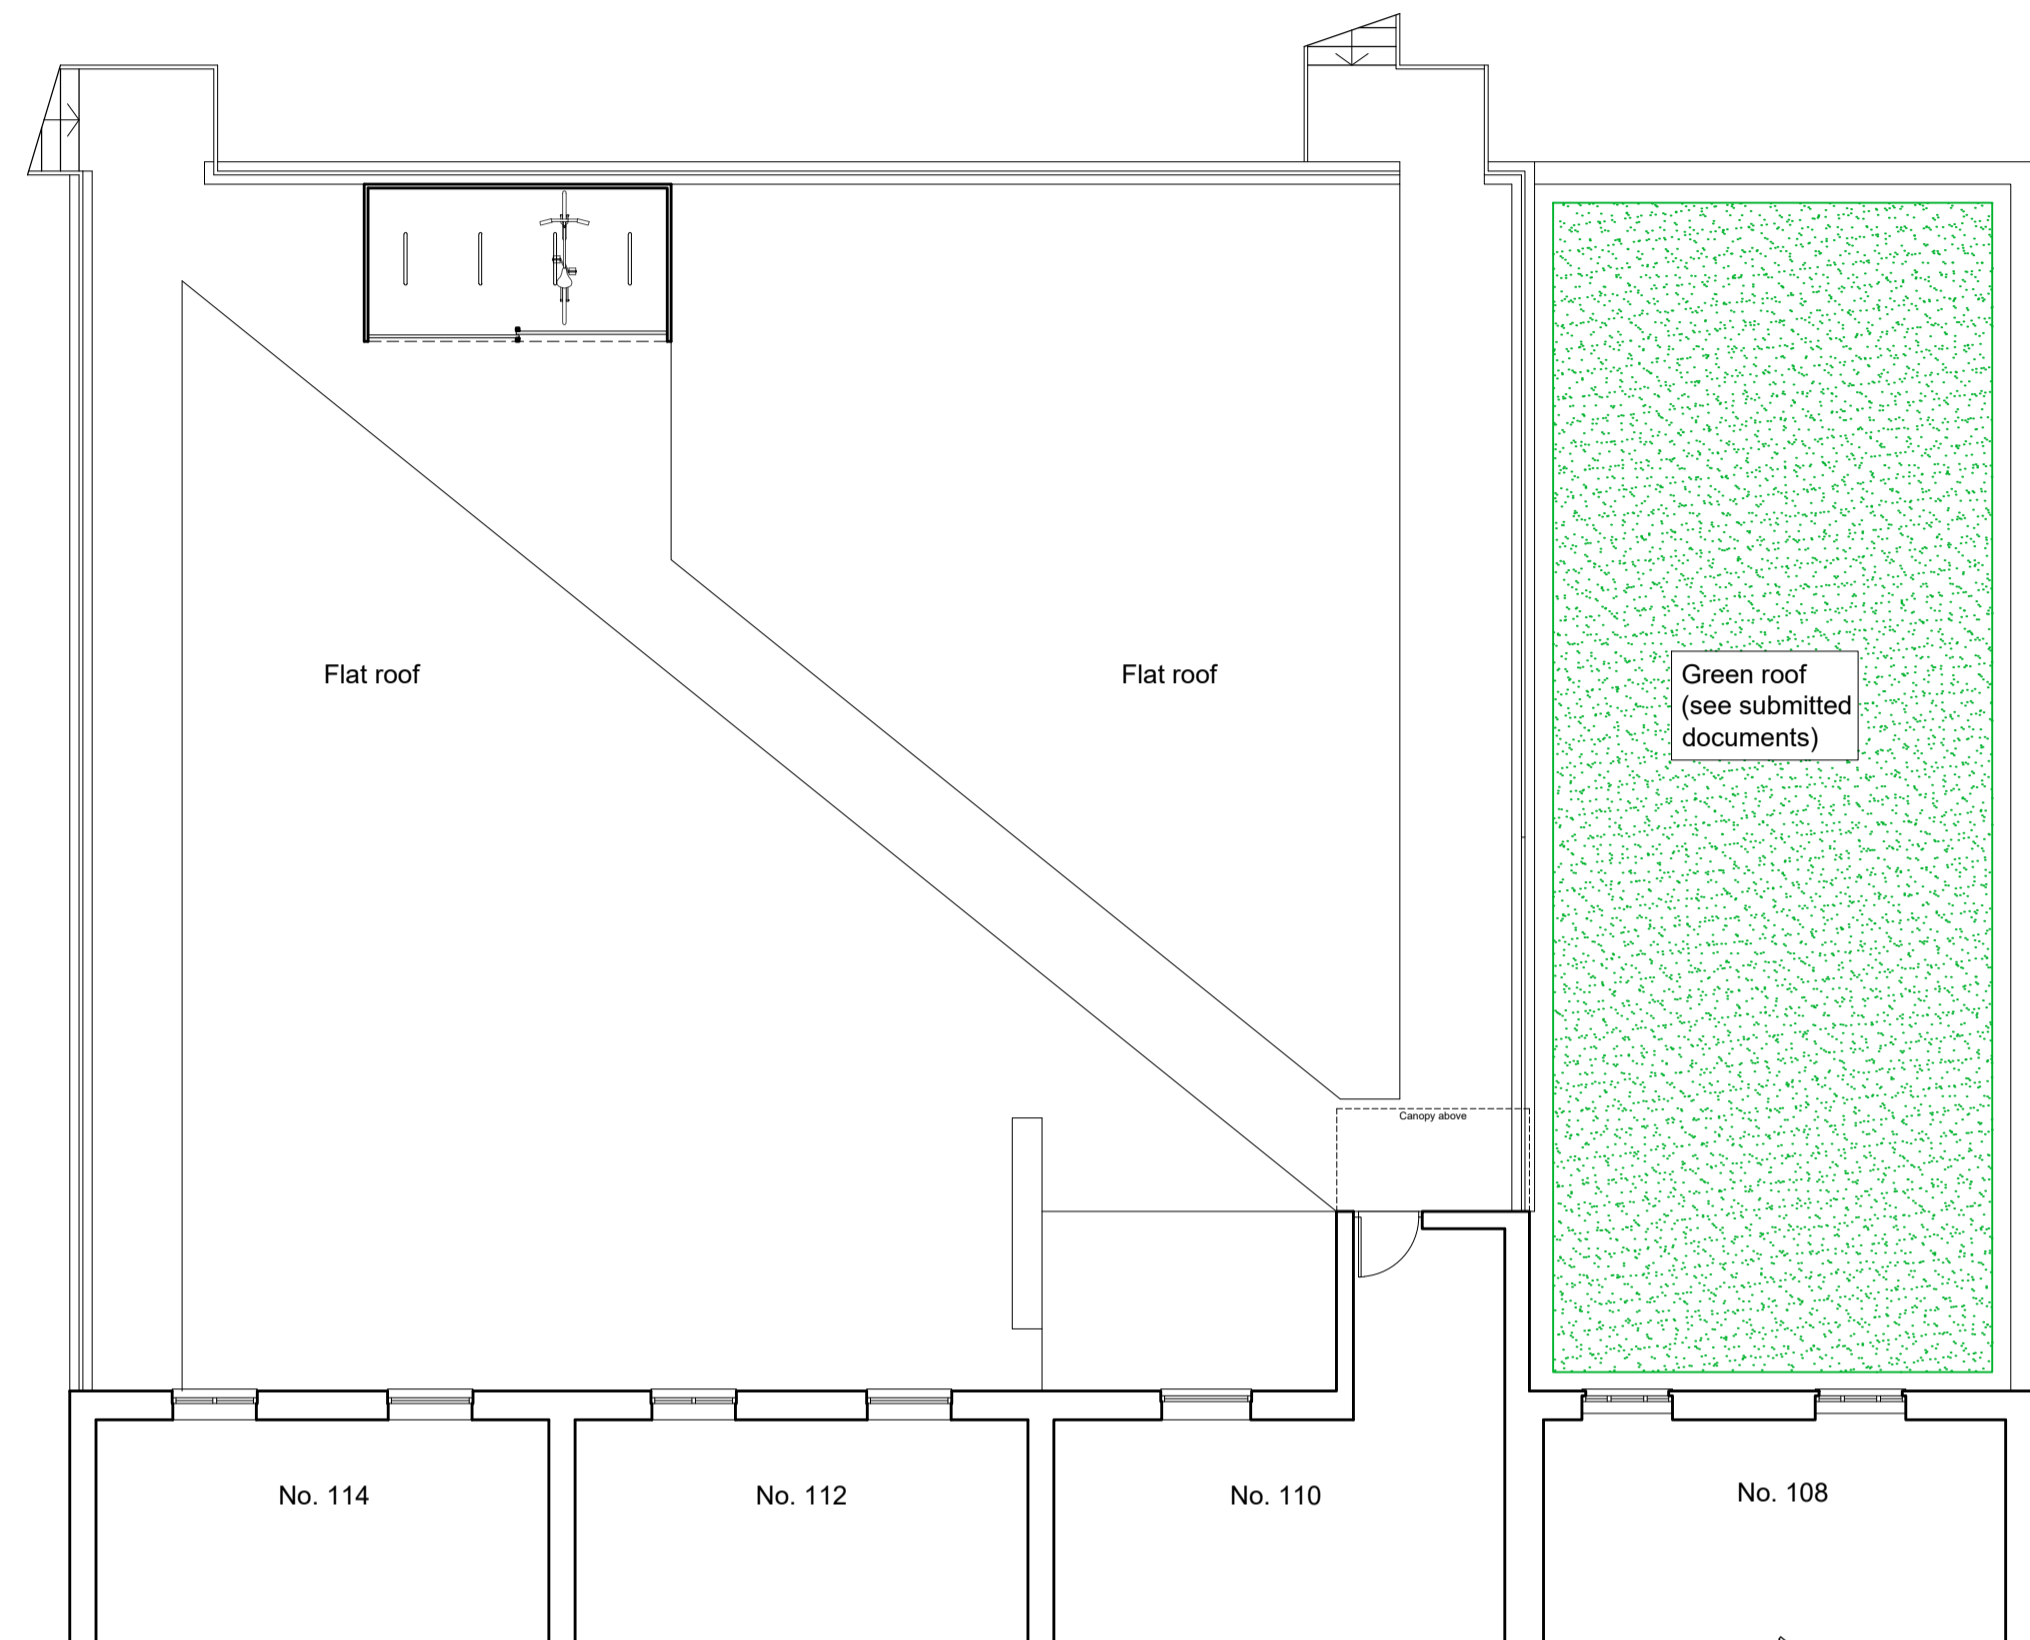 Flat roof
Flat roof
Green roof
(see submitted
documents)
Canopy above
No. 114
No. 112
No. 110
No. 108